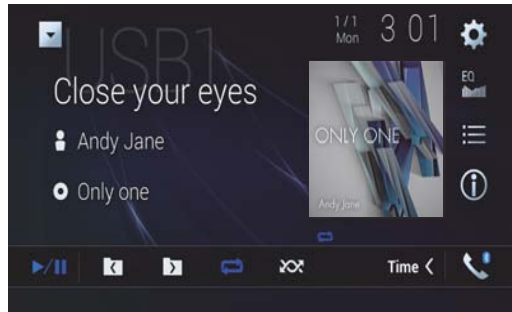 USB1
1/1
Mon
3 01
EQ
Close your eyes
Andy Jane
Only one
ONLY ONE
Andy Jane
Time